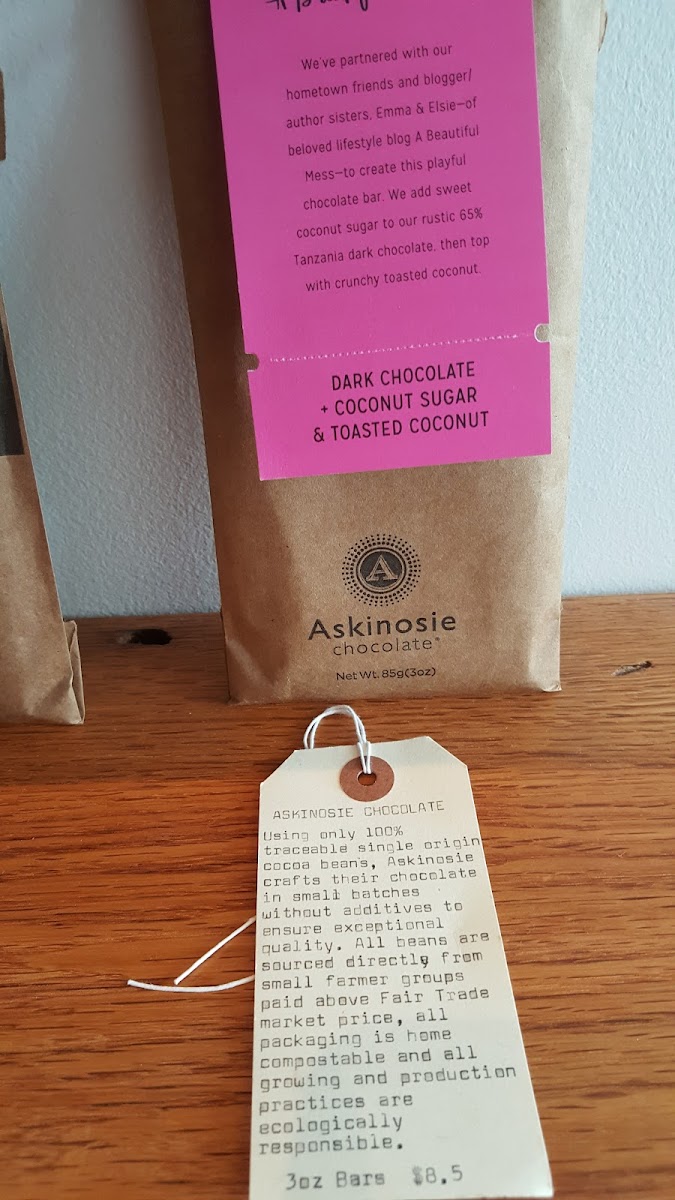 We've partnered with our
hometown friends and blogger/
author sisters, Emma & Elsie—of
beloved lifestyle blog A Beautiful
Mess—to create this playful
chocolate bar. We add sweet
coconut sugar to our rustic 65%
Tanzania dark chocolate, then top
with crunchy toasted coconut.
DARK CHOCOLATE
+ COCONUT SUGAR
& TOASTED COCONUT
A
Askinosie
chocolate®
Net Wt. 85g(3oz)
ASKINOSIE CHOCOLATE
Using only 100%
traceable single origin
cocoa beans, Askinosie
crafts their chocolate
in small batches
without additives to
ensure exceptional
quality. All beans are
sourced directly from
small farmer groups
paid above Fair Trade
market price, all
packaging is home
compostable and all
growing and production
practices are
ecologically
responsible.
3oz Bars $8.5